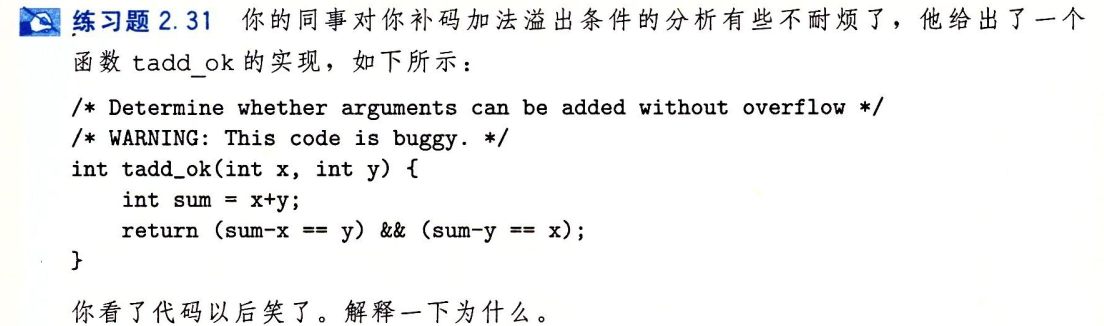 练习题 2.31 你的同事对你补码加法溢出条件的分析有些不耐烦了，他给出了一个
函数 tadd_ok 的实现，如下所示：
/* Determine whether arguments can be added without overflow */
/* WARNING: This code is buggy. */
int tadd_ok(int x, int y) {
    int sum = x+y;
    return (sum-x == y) && (sum-y == x);
}
你看了代码以后笑了。解释一下为什么。